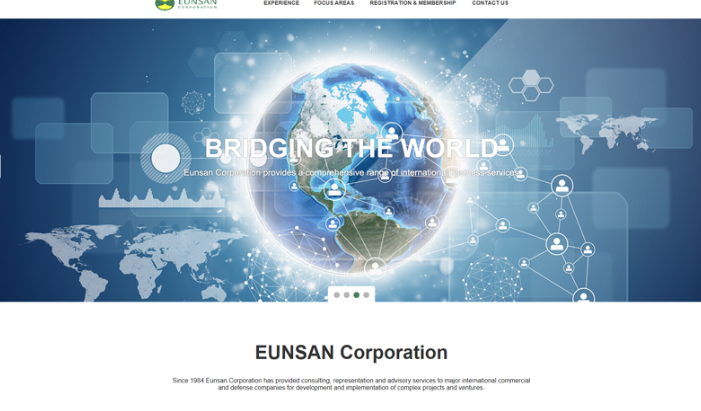 EUNSAN
CORPORATION
EXPERIENCE FOCUS AREAS REGISTRATION & MEMBERSHIP CONTACT US
BRIDGING THE WORLD
Eunsan Corporation provides a comprehensive range of international business services
EUNSAN Corporation
Since 1984 Eunsan Corporation has provided consulting, representation and advisory services to major international commercial
and defense companies for development and implementation of complex projects and ventures.